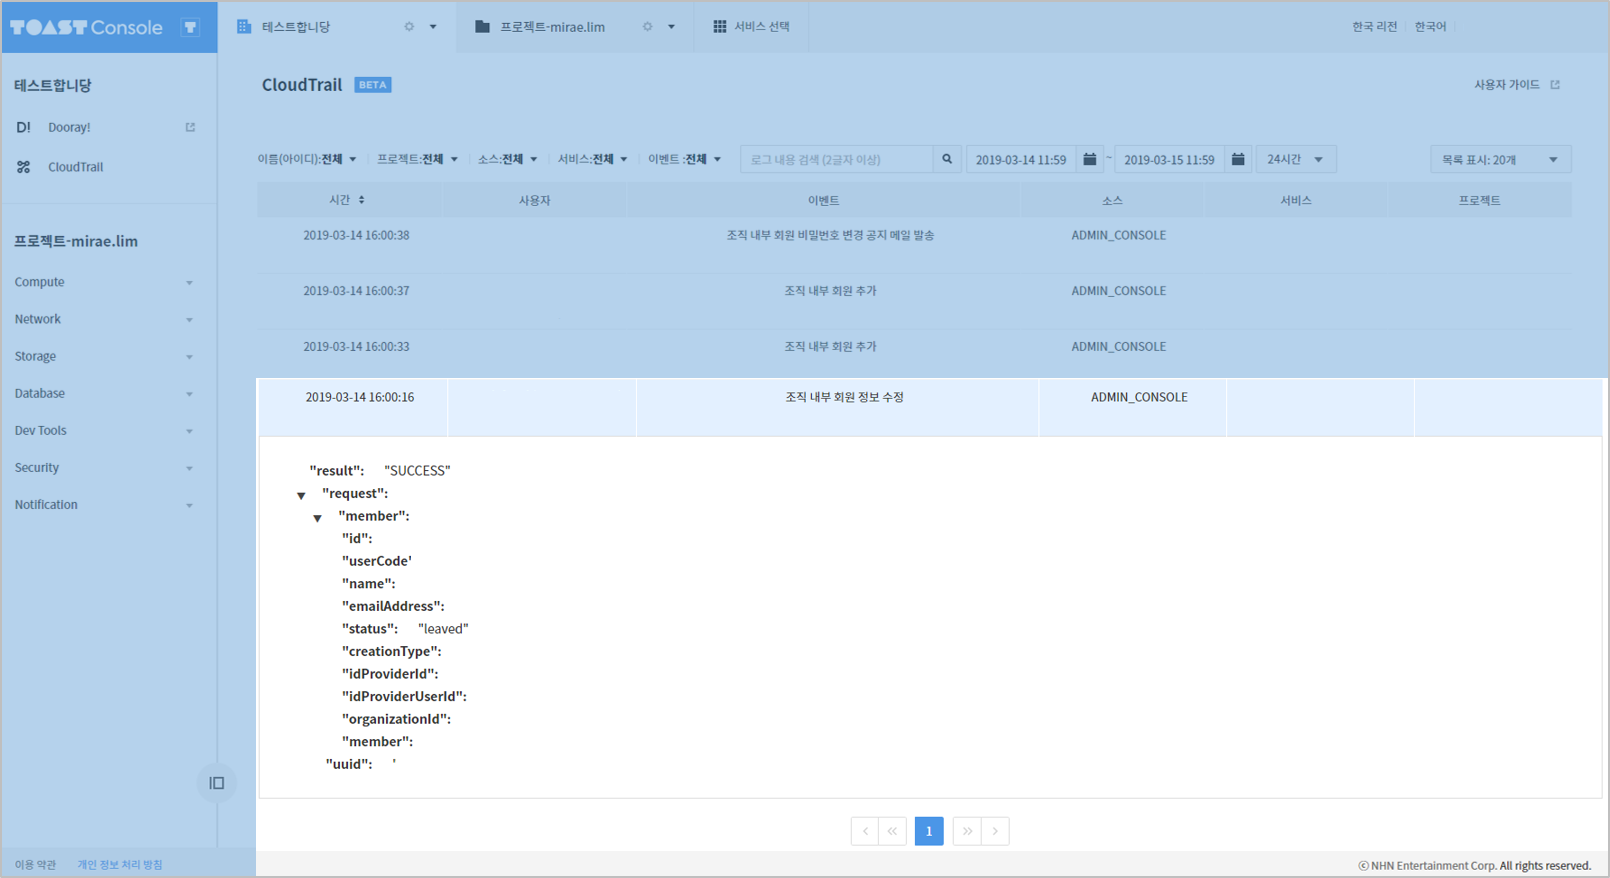 TOAST Console
테스트합니당
프로젝트-mirae.lim
서비스 선택
한국 리전
한국어
테스트합니당
D! Dooray!
CloudTrail
프로젝트-mirae.lim
Compute
Network
Storage
Database
Dev Tools
Security
Notification
이용 약관 개인 정보 처리 방침
CloudTrail BETA
사용자 가이드
이름(아이디):전체 프로젝트:전체 소스:전체 서비스:전체 이벤트 :전체 로그 내용 검색 (2글자 이상) 2019-03-14 11:59 ~ 2019-03-15 11:59 24시간 목록 표시: 20개
시간 사용자 이벤트 소스 서비스 프로젝트
2019-03-14 16:00:38 조직 내부 회원 비밀번호 변경 공지 메일 발송 ADMIN_CONSOLE
2019-03-14 16:00:37 조직 내부 회원 추가 ADMIN_CONSOLE
2019-03-14 16:00:33 조직 내부 회원 추가 ADMIN_CONSOLE
2019-03-14 16:00:16 조직 내부 회원 정보 수정 ADMIN_CONSOLE
"result": "SUCCESS"
"request":
"member":
"id":
"userCode'
"name":
"emailAddress":
"status": "leaved"
"creationType":
"idProviderId":
"idProviderUserId":
"organizationId":
"member":
"uuid": '
1
ⓒ NHN Entertainment Corp. All rights reserved.